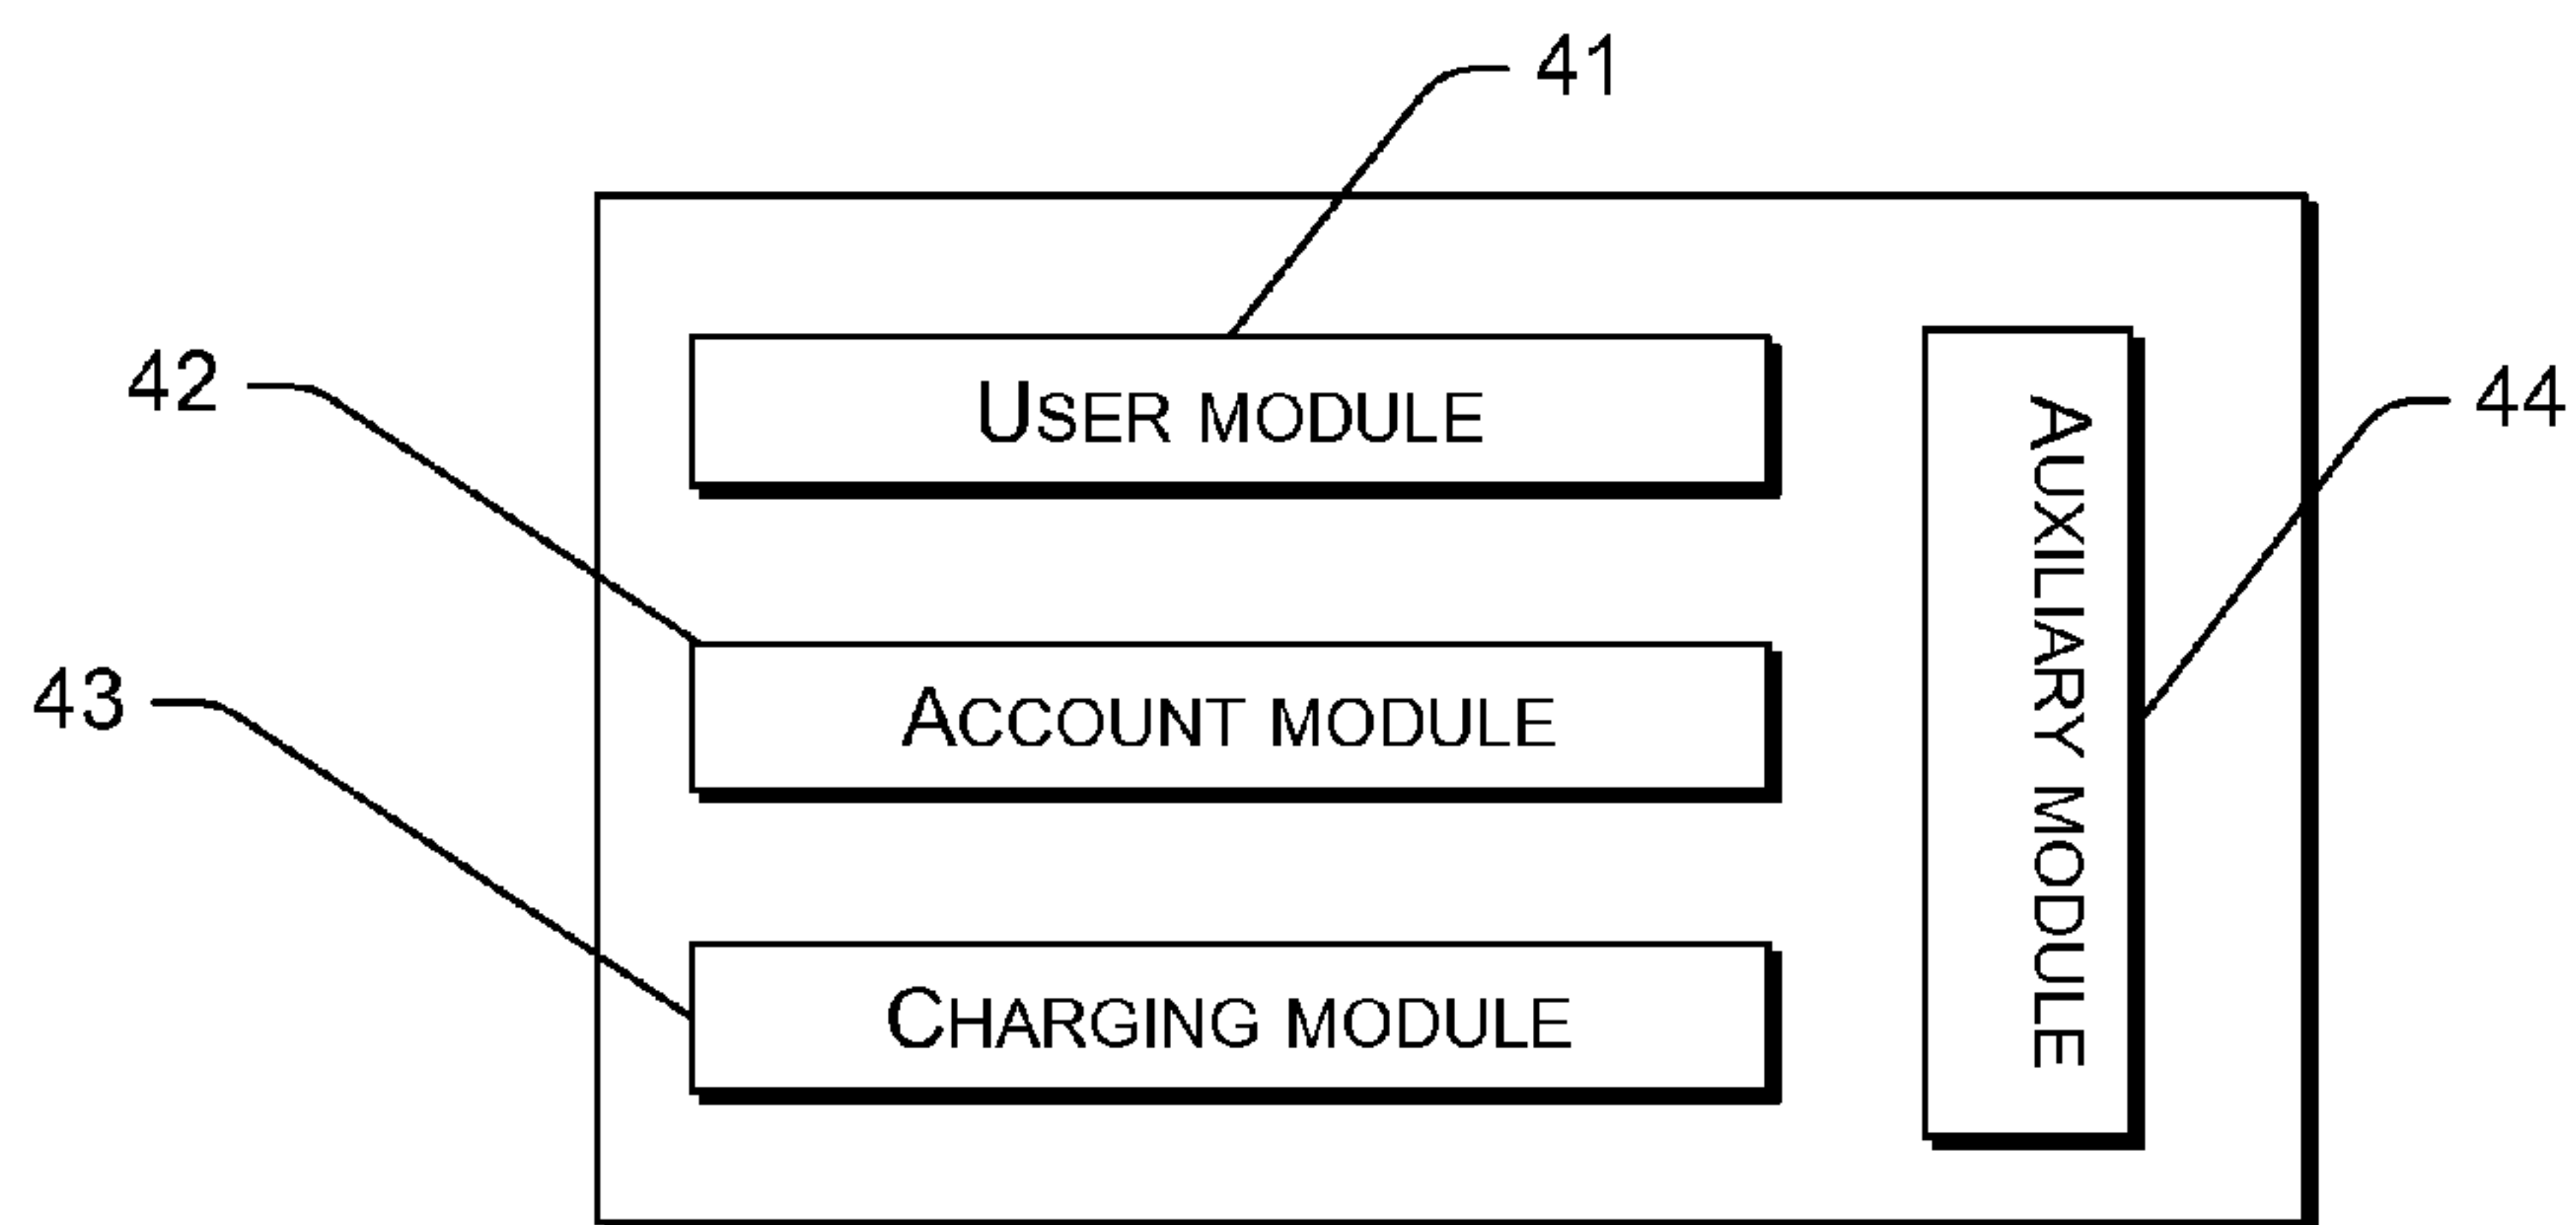 41
USER MODULE
42
44
ACCOUNT MODULE
43
CHARGING MODULE
AUXILIARY MODULE